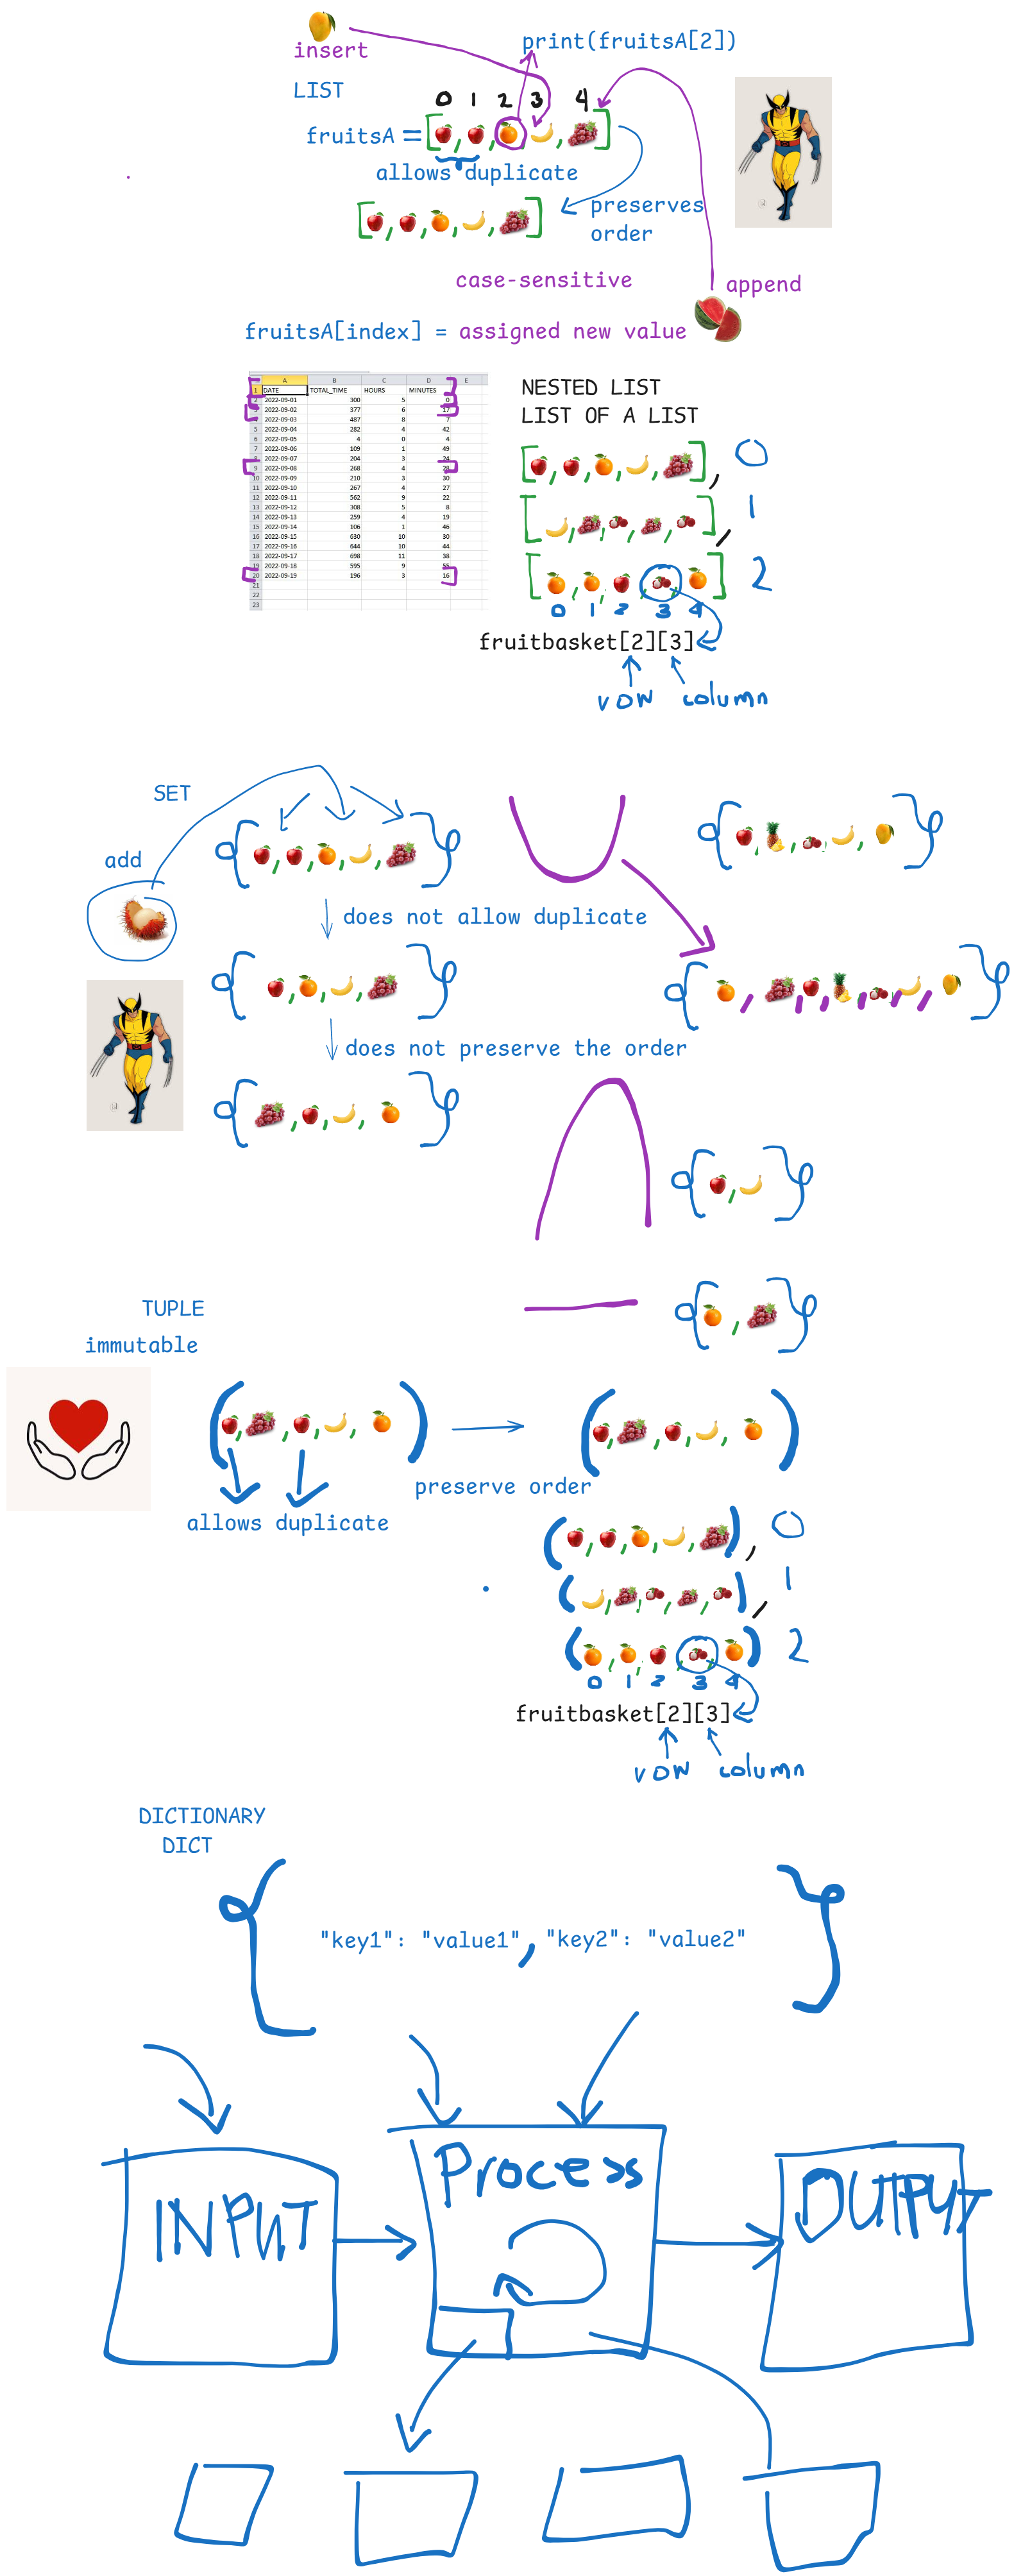 insert
print(fruitsA[2])
LIST
0 1 2 3 4
fruitsA = [ , , , , ]
allows duplicate
[ , , , , ]
preserves
order
case-sensitive
append
fruitsA[index] = assigned new value
A B C D E
1 DATE TOTAL_TIME HOURS MINUTES
2 2022-09-01 300 5 0
2022-09-02 377 6 17
2022-09-03 487 8 7
5 2022-09-04 282 4 42
6 2022-09-05 4 0 4
7 2022-09-06 109 1 49
8 2022-09-07 204 3 24
9 2022-09-08 268 4 28
10 2022-09-09 210 3 30
11 2022-09-10 267 4 27
12 2022-09-11 562 9 22
13 2022-09-12 308 5 8
14 2022-09-13 259 4 19
15 2022-09-14 106 1 46
16 2022-09-15 630 10 30
17 2022-09-16 644 10 44
18 2022-09-17 698 11 38
19 2022-09-18 595 9 55
20 2022-09-19 196 3 16
21
22
23
NESTED LIST
LIST OF A LIST
[ , , , , ], 0
[ , , , , ], 1
[ , , , , ] 2
0 1 2 3 4
fruitbasket[2][3]
row column
SET
add
{ , , , , }
{ , , , , }
does not allow duplicate
{ , , , }
{ , , , , , , }
does not preserve the order
{ , , , }
{ , }
{ , }
TUPLE
immutable
( , , , , )
( , , , , )
preserve order
allows duplicate
( , , , , ), 0
( , , , , ), 1
( , , , , ) 2
0 1 2 3 4
fruitbasket[2][3]
row column
DICTIONARY
DICT
{ "key1": "value1", "key2": "value2" }
INPUT
Process
OUTPUT